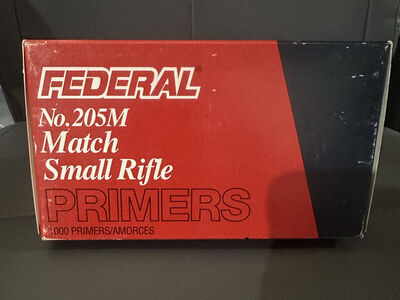 FEDERAL®
No.205M
Match
Small Rifle
PRIMERS
1000 PRIMERS/AMORCES